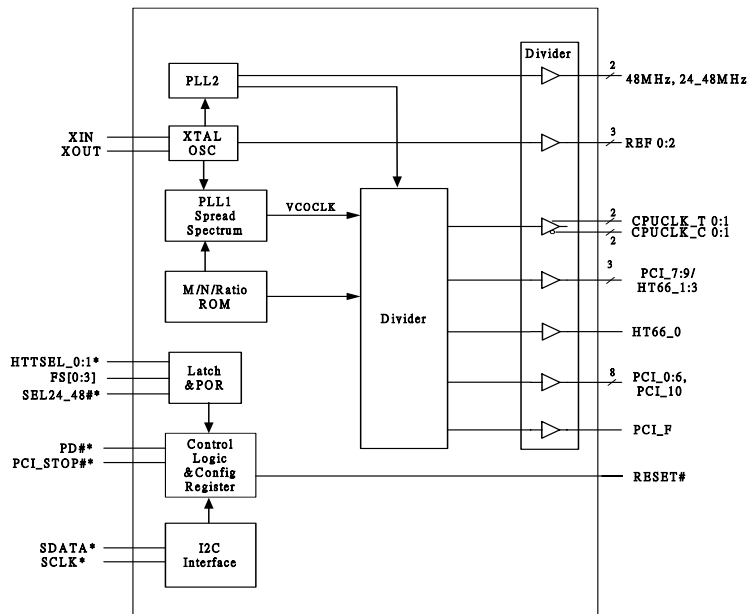 Divider
PLL2
2
48MHz, 24_48MHz
XIN
XOUT
XTAL
OSC
3
REF 0:2
PLL1
Spread
Spectrum
VCOCLK
2
CPUCLK_T 0:1
CPUCLK_C 0:1
2
M/N/Ratio
ROM
3
PCI_7:9/
HT66_1:3
Divider
HT66_0
HTTSEL_0:1*
FS[0:3]
SEL24_48#*
Latch
&POR
8
PCI_0:6,
PCI_10
PCI_F
PD#*
PCI_STOP#*
Control
Logic
&Config
Register
RESET#
SDATA*
SCLK*
I2C
Interface